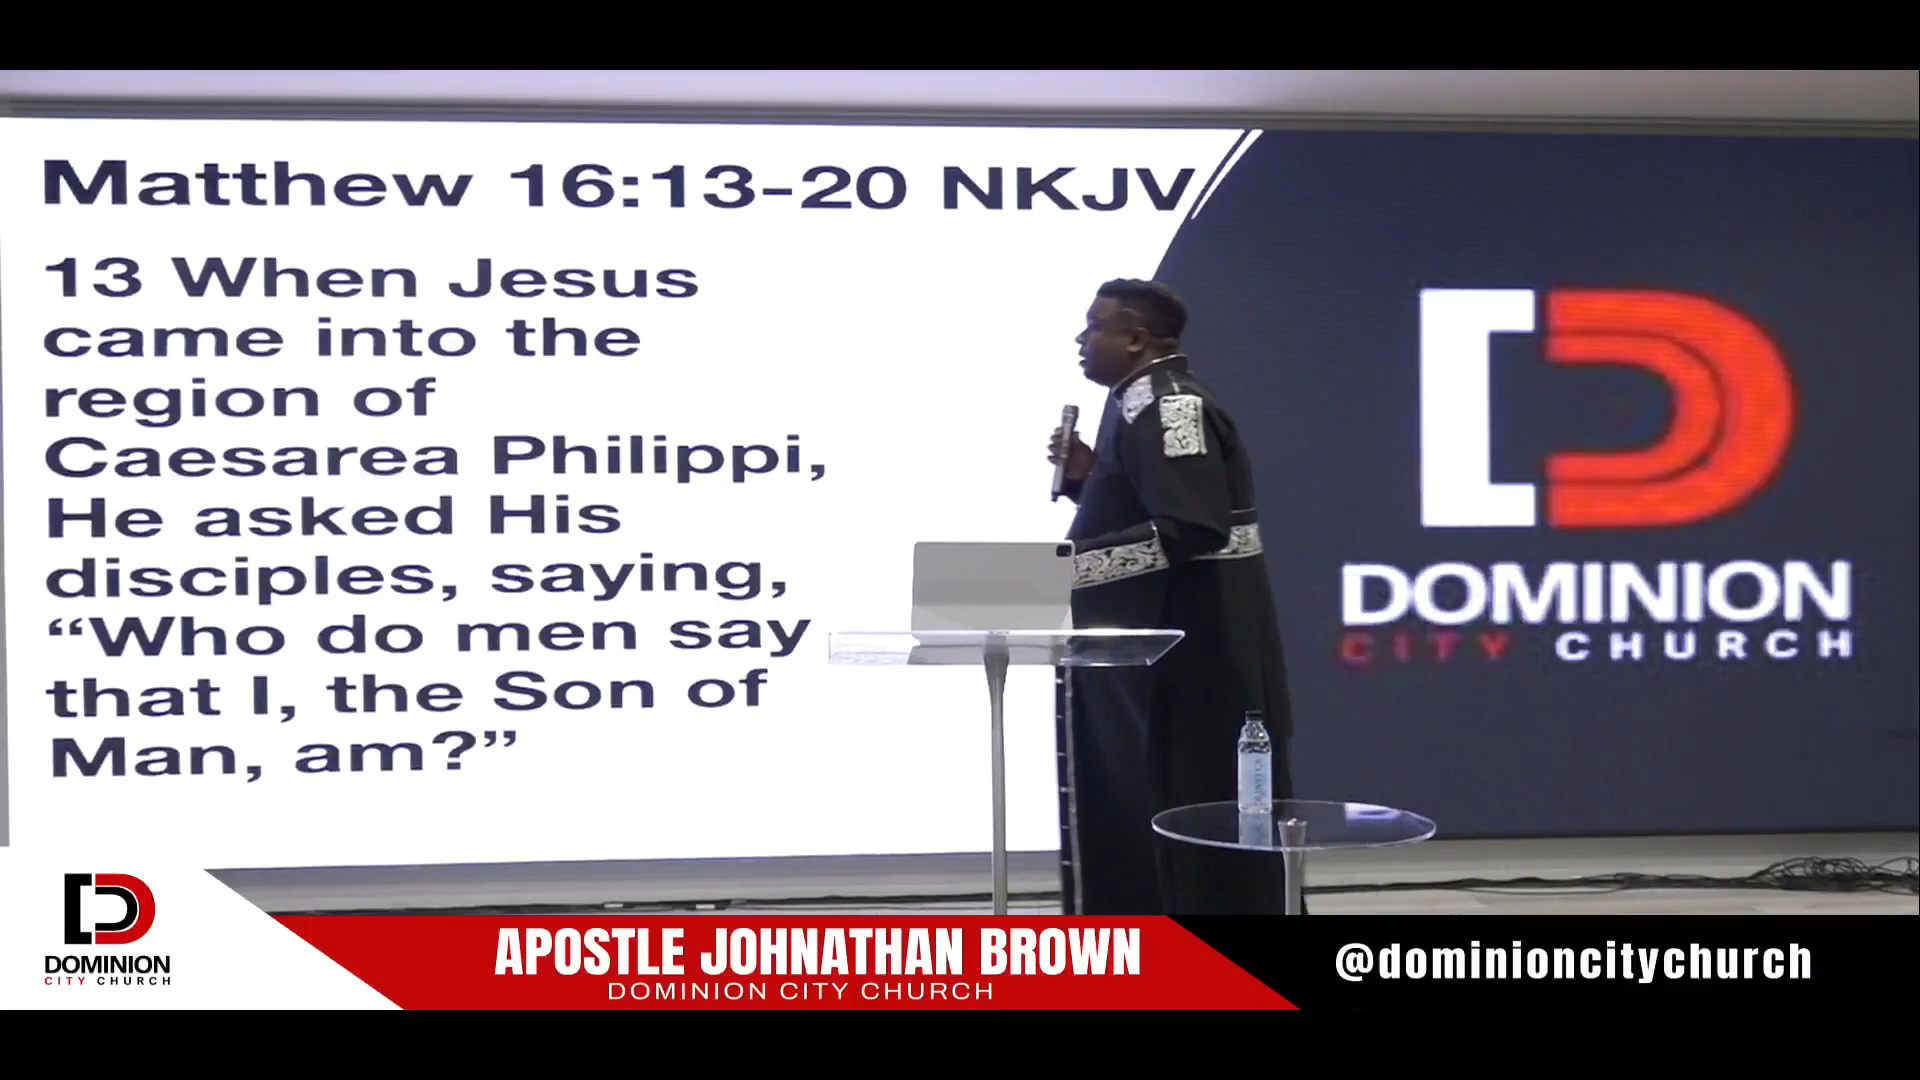 Matthew 16:13-20 NKJV
13 When Jesus
came into the
region of
Caesarea Philippi,
He asked His
disciples, saying,
“Who do men say
that I, the Son of
Man, am?”
DOMINION
CITY CHURCH
DOMINION
CITY CHURCH
APOSTLE JOHNATHAN BROWN
DOMINION CITY CHURCH
@dominioncitychurch